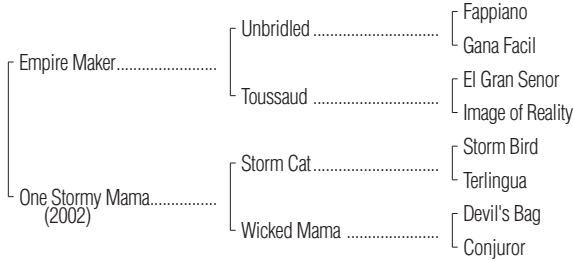 Fappiano
Unbridled ..............................
Gana Facil
Empire Maker........................
El Gran Senor
Toussaud ..............................
Image of Reality
Storm Bird
Storm Cat..............................
Terlingua
One Stormy Mama................
(2002)
Devil's Bag
Wicked Mama ......................
Conjuror